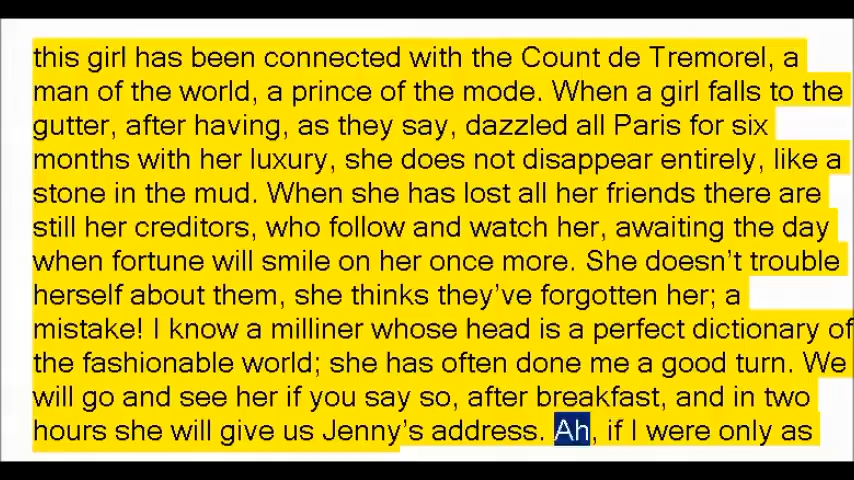 this girl has been connected with the Count de Tremorel, a
man of the world, a prince of the mode. When a girl falls to the
gutter, after having, as they say, dazzled all Paris for six
months with her luxury, she does not disappear entirely, like a
stone in the mud. When she has lost all her friends there are
still her creditors, who follow and watch her, awaiting the day
when fortune will smile on her once more. She doesn’t trouble
herself about them, she thinks they’ve forgotten her; a
mistake! I know a milliner whose head is a perfect dictionary of
the fashionable world; she has often done me a good turn. We
will go and see her if you say so, after breakfast, and in two
hours she will give us Jenny’s address. Ah, if I were only as